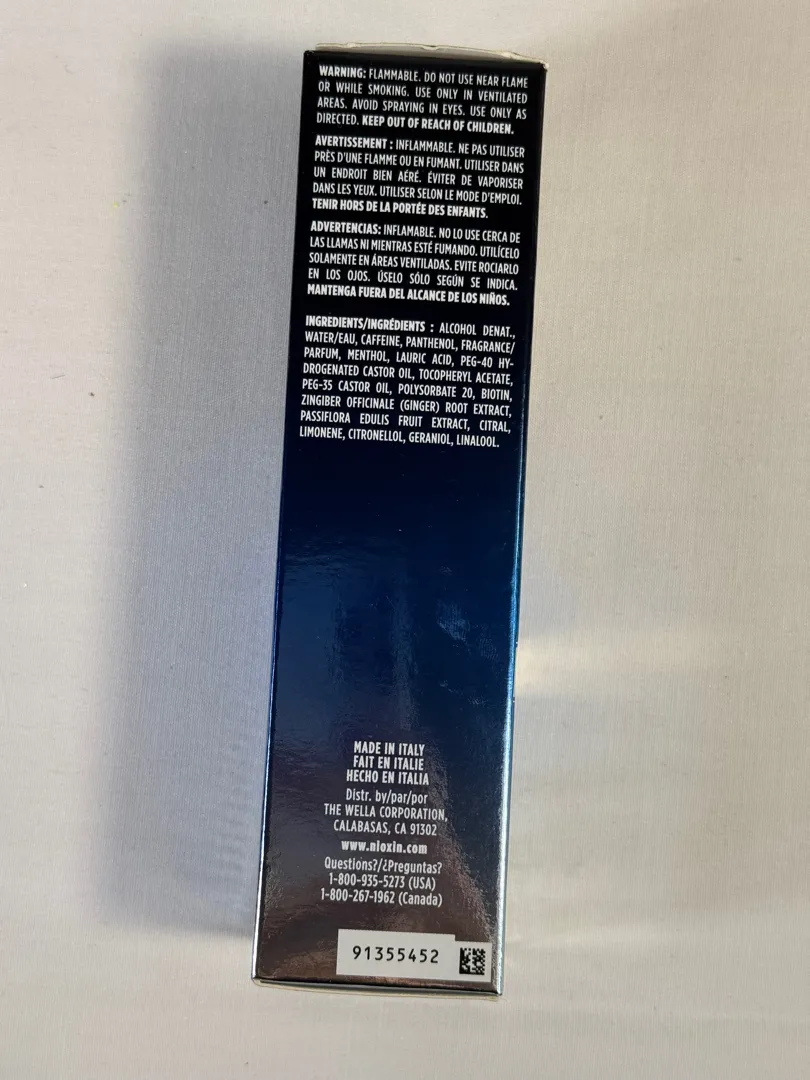 WARNING: FLAMMABLE. DO NOT USE NEAR FLAME
OR WHILE SMOKING. USE ONLY IN VENTILATED
AREAS. AVOID SPRAYING IN EYES. USE ONLY AS
DIRECTED. KEEP OUT OF REACH OF CHILDREN.
AVERTISSEMENT : INFLAMMABLE. NE PAS UTILISER
PRÈS D'UNE FLAMME OU EN FUMANT. UTILISER DANS
UN ENDROIT BIEN AÉRÉ. ÉVITER DE VAPORISER
DANS LES YEUX. UTILISER SELON LE MODE D'EMPLOI.
TENIR HORS DE LA PORTÉE DES ENFANTS.
ADVERTENCIAS: INFLAMABLE. NO LO USE CERCA DE
LAS LLAMAS NI MIENTRAS ESTÉ FUMANDO. UTILÍCELO
SOLAMENTE EN ÁREAS VENTILADAS. EVITE ROCIARLO
EN LOS OJOS. ÚSELO SÓLO SEGÚN SE INDICA.
MANTENGA FUERA DEL ALCANCE DE LOS NIÑOS.
INGREDIENTS/INGRÉDIENTS : ALCOHOL DENAT.,
WATER/EAU, CAFFEINE, PANTHENOL, FRAGRANCE/
PARFUM, MENTHOL, LAURIC ACID, PEG-40 HY-
DROGENATED CASTOR OIL, TOCOPHERYL ACETATE,
PEG-35 CASTOR OIL, POLYSORBATE 20, BIOTIN,
ZINGIBER OFFICINALE (GINGER) ROOT EXTRACT,
PASSIFLORA EDULIS FRUIT EXTRACT, CITRAL,
LIMONENE, CITRONELLOL, GERANIOL, LINALOOL.
MADE IN ITALY
FAIT EN ITALIE
HECHO EN ITALIA
Distr. by/par/por
THE WELLA CORPORATION,
CALABASAS, CA 91302
www.nioxin.com
Questions?/¿Preguntas?
1-800-935-5273 (USA)
1-800-267-1962 (Canada)
91355452